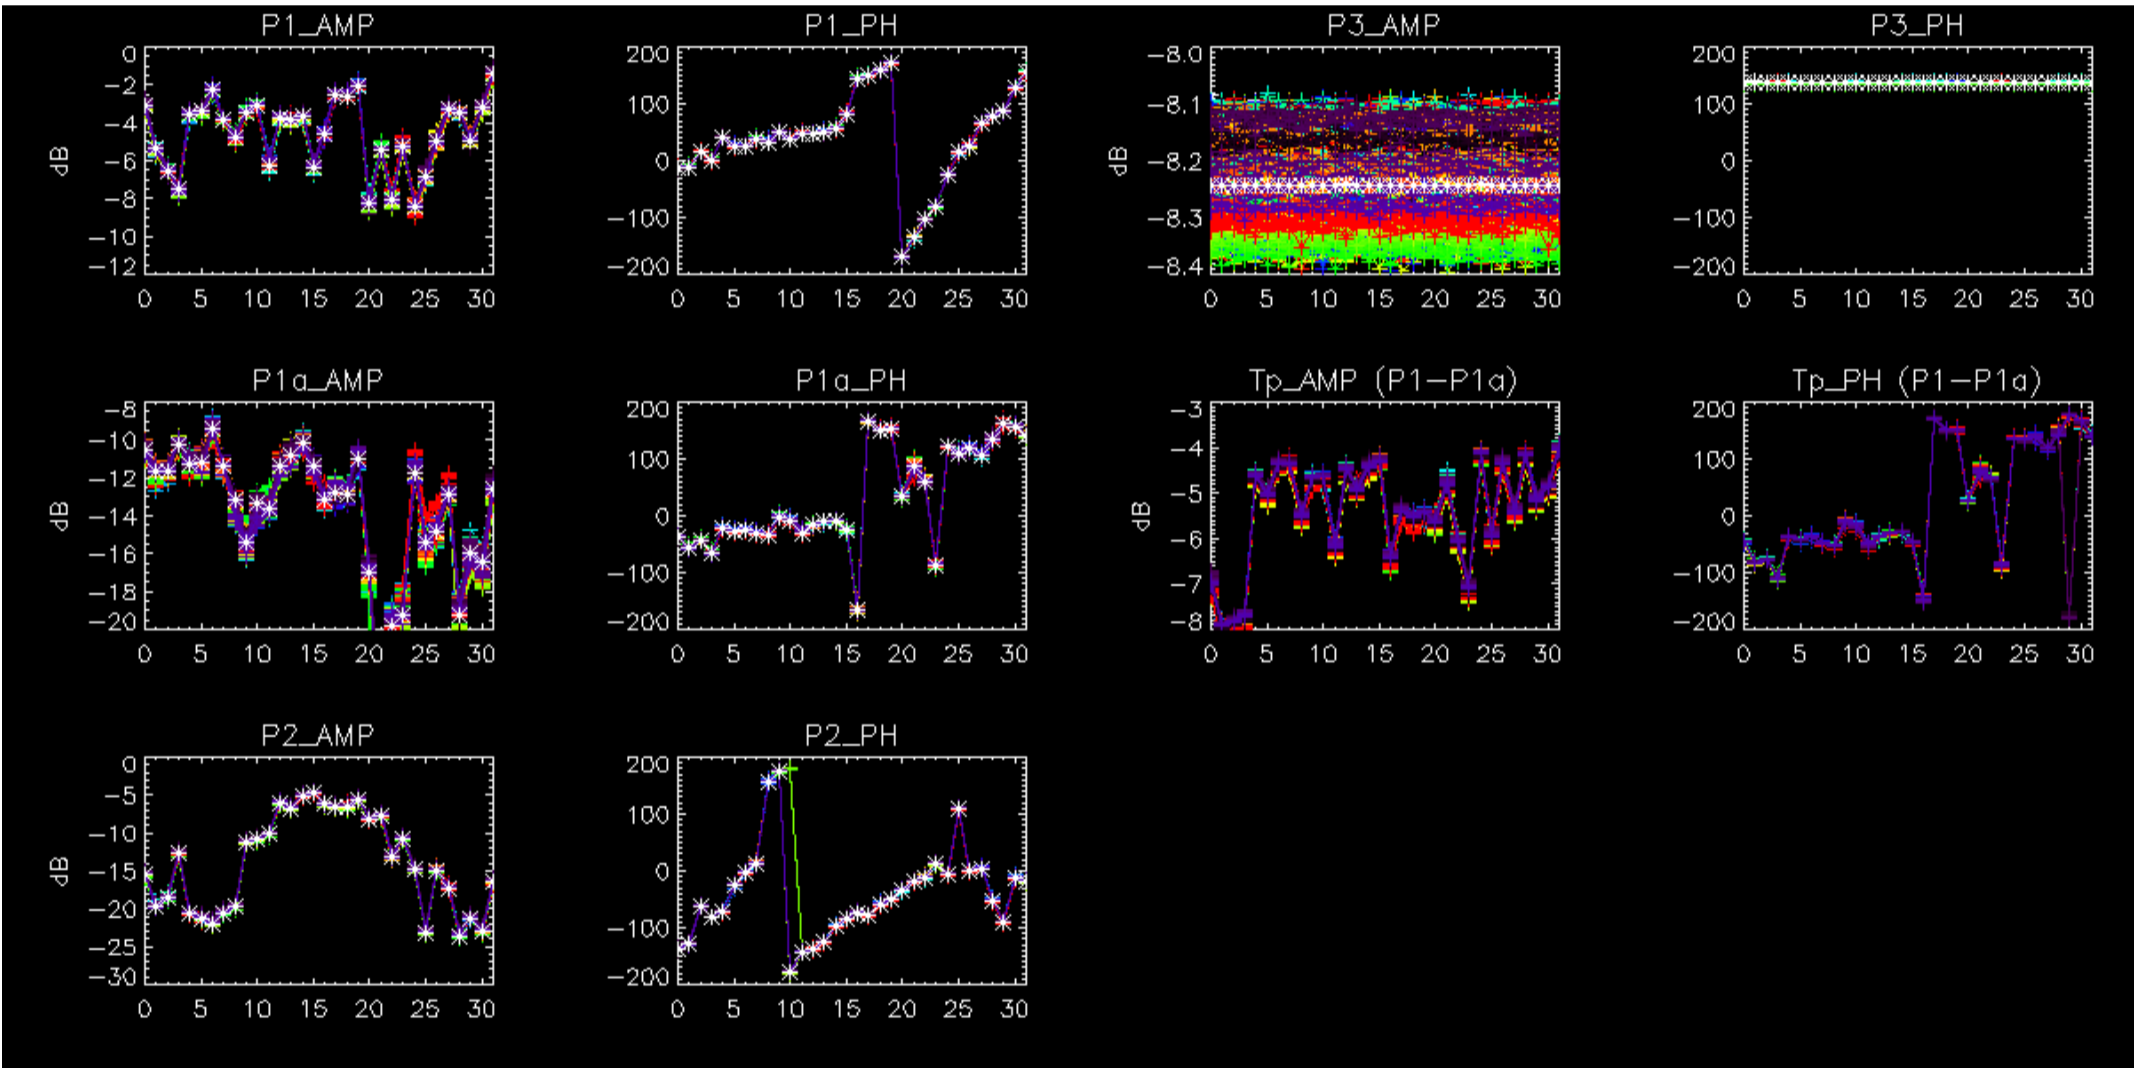 P1_AMP
P1_PH
P3_AMP
P3_PH
0
−2
−4
−6
−8
−10
−12
dB
0 5 10 15 20 25 30
200
100
0
−100
−200
0 5 10 15 20 25 30
−8.0
−8.1
−8.2
−8.3
−8.4
dB
0 5 10 15 20 25 30
200
100
0
−100
−200
0 5 10 15 20 25 30
P1a_AMP
P1a_PH
Tp_AMP (P1−P1a)
Tp_PH (P1−P1a)
−8
−10
−12
−14
−16
−18
−20
dB
0 5 10 15 20 25 30
200
100
0
−100
−200
0 5 10 15 20 25 30
−3
−4
−5
−6
−7
−8
dB
0 5 10 15 20 25 30
200
100
0
−100
−200
0 5 10 15 20 25 30
P2_AMP
P2_PH
0
−5
−10
−15
−20
−25
−30
dB
0 5 10 15 20 25 30
200
100
0
−100
−200
0 5 10 15 20 25 30